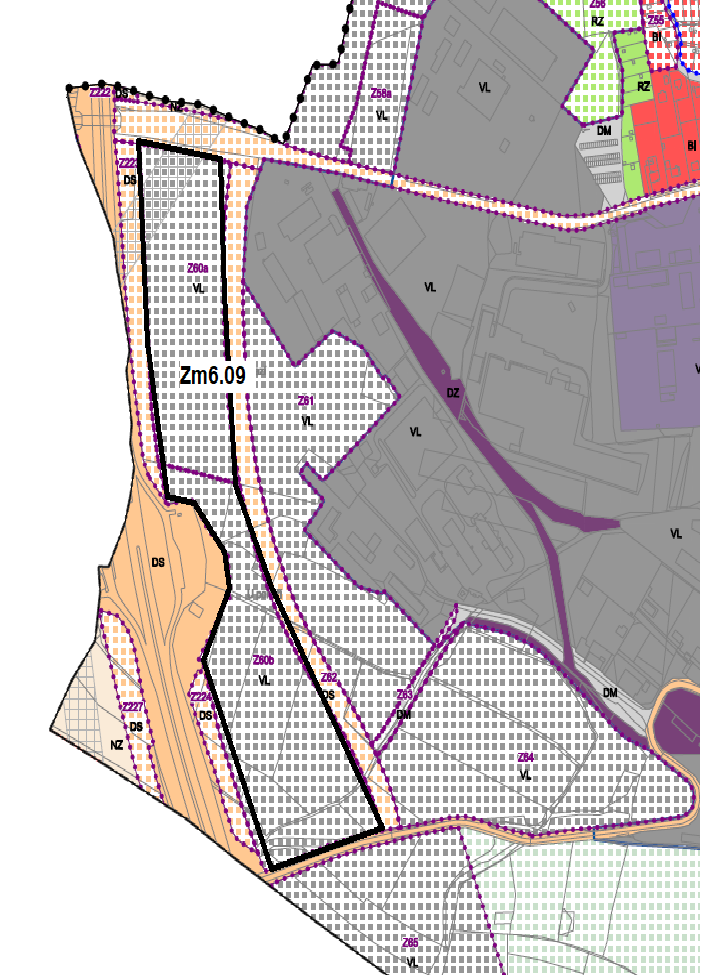 Z56
RZ
Z55
BI
VL
RZ
Z222
DS
NZ
Z58a
VL
DM
BI
DS
Z60a
VL
VL
Zm6.09
DZ
Z61
VL
VL
VL
DS
Z60b
VL
Z62
DS
Z63
DM
DM
Z224
DS
Z227
DS
NZ
Z64
VL
Z65
VL